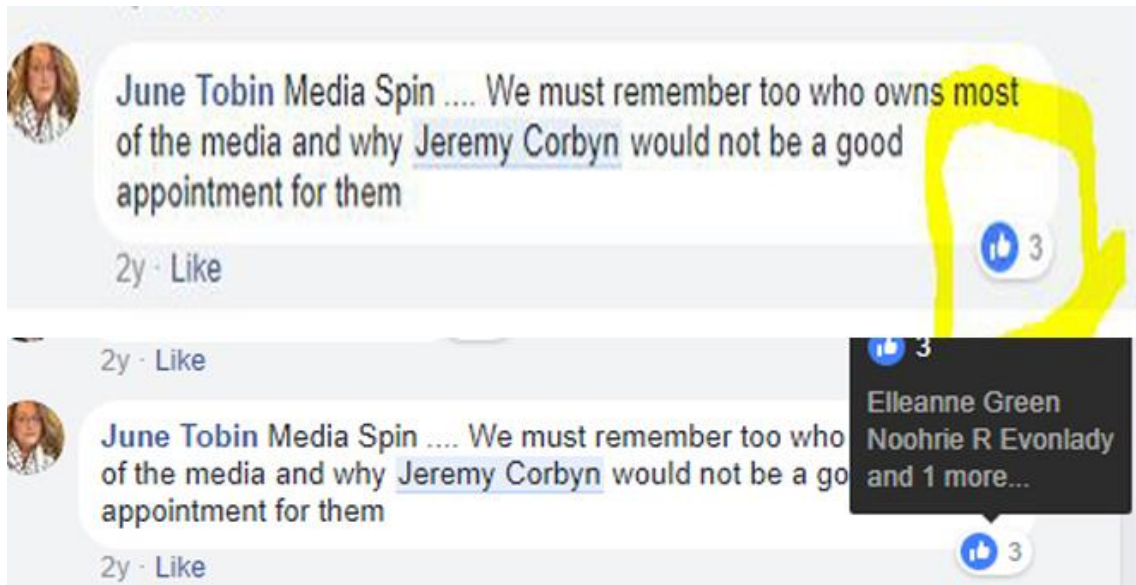 June Tobin Media Spin .... We must remember too who owns most
of the media and why Jeremy Corbyn would not be a good
appointment for them
3
2y · Like
2y · Like
3
Elleanne Green
Noohrie R Evonlady
and 1 more...
June Tobin Media Spin .... We must remember too who
of the media and why Jeremy Corbyn would not be a go
appointment for them
3
2y · Like